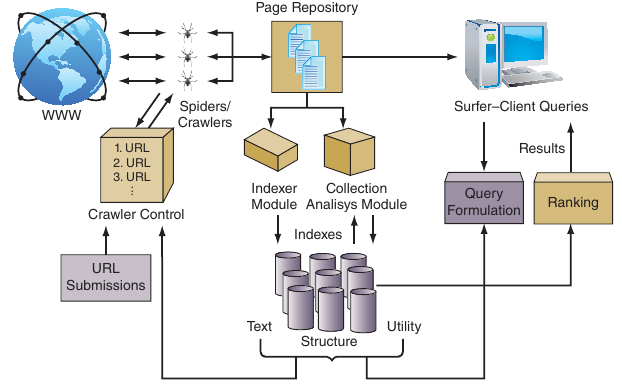 Page Repository
WWW
Spiders/
Crawlers
Surfer–Client Queries
1. URL
2. URL
3. URL
⋮
Crawler Control
Indexer
Module
Collection
Analisys Module
Results
Query
Formulation
Ranking
Indexes
URL
Submissions
Text
Structure
Utility